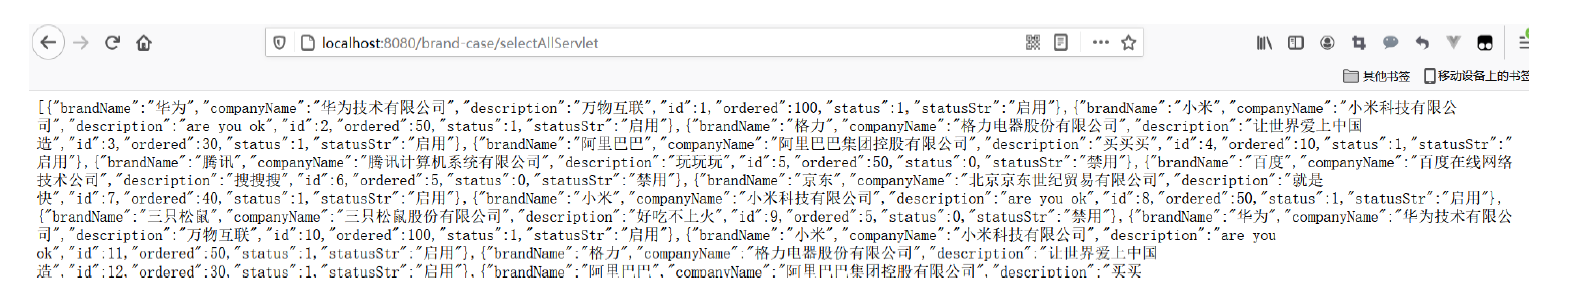 localhost:8080/brand-case/selectAllServlet
其他书签 移动设备上的书签
[{"brandName":"华为","companyName":"华为技术有限公司","description":"万物互联","id":1,"ordered":100,"status":1,"statusStr":"启用"},{"brandName":"小米","companyName":"小米科技有限公
司","description":"are you ok","id":2,"ordered":50,"status":1,"statusStr":"启用"},{"brandName":"格力","companyName":"格力电器股份有限公司","description":"让世界爱上中国
造","id":3,"ordered":30,"status":1,"statusStr":"启用"},{"brandName":"阿里巴巴","companyName":"阿里巴巴集团控股有限公司","description":"买买买","id":4,"ordered":10,"status":1,"statusStr":"
启用"},{"brandName":"腾讯","companyName":"腾讯计算机系统有限公司","description":"玩玩玩","id":5,"ordered":50,"status":0,"statusStr":"禁用"},{"brandName":"百度","companyName":"百度在线网络
技术公司","description":"搜搜搜","id":6,"ordered":5,"status":0,"statusStr":"禁用"},{"brandName":"京东","companyName":"北京京东世纪贸易有限公司","description":"就是
快","id":7,"ordered":40,"status":1,"statusStr":"启用"},{"brandName":"小米","companyName":"小米科技有限公司","description":"are you ok","id":8,"ordered":50,"status":1,"statusStr":"启用"},
{"brandName":"三只松鼠","companyName":"三只松鼠股份有限公司","description":"好吃不上火","id":9,"ordered":5,"status":0,"statusStr":"禁用"},{"brandName":"华为","companyName":"华为技术有限公
司","description":"万物互联","id":10,"ordered":100,"status":1,"statusStr":"启用"},{"brandName":"小米","companyName":"小米科技有限公司","description":"are you
ok","id":11,"ordered":50,"status":1,"statusStr":"启用"},{"brandName":"格力","companyName":"格力电器股份有限公司","description":"让世界爱上中国
造","id":12,"ordered":30,"status":1,"statusStr":"启用"},{"brandName":"阿里巴巴","companyName":"阿里巴巴集团控股有限公司","description":"买买